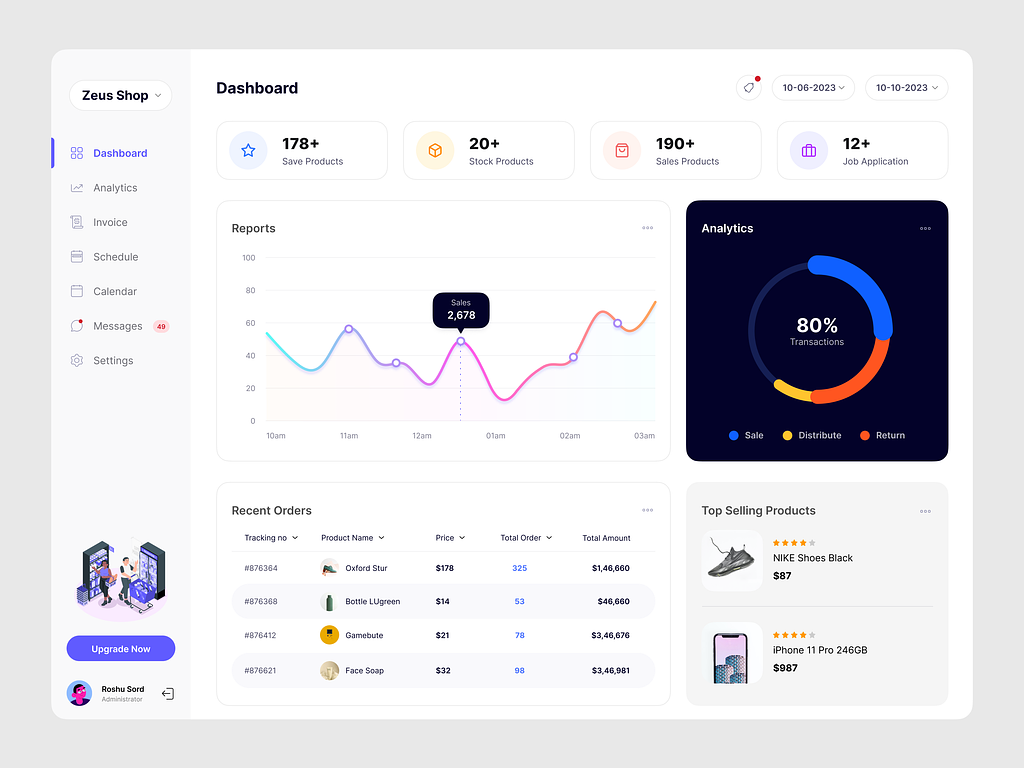 Zeus Shop
Dashboard
Analytics
Invoice
Schedule
Calendar
Messages 49
Settings
Upgrade Now
Roshu Sord
Administrator
Dashboard
10-06-2023
10-10-2023
178+
Save Products
20+
Stock Products
190+
Sales Products
12+
Job Application
Reports
100
80
60
40
20
0
Sales
2,678
10am 11am 12am 01am 02am 03am
Analytics
80%
Transactions
Sale Distribute Return
Recent Orders
Tracking no Product Name Price Total Order Total Amount
#876364 Oxford Stur $178 325 $1,46,660
#876368 Bottle LUgreen $14 53 $46,660
#876412 Gamebute $21 78 $3,46,676
#876621 Face Soap $32 98 $3,46,981
Top Selling Products
NIKE Shoes Black
$87
iPhone 11 Pro 246GB
$987